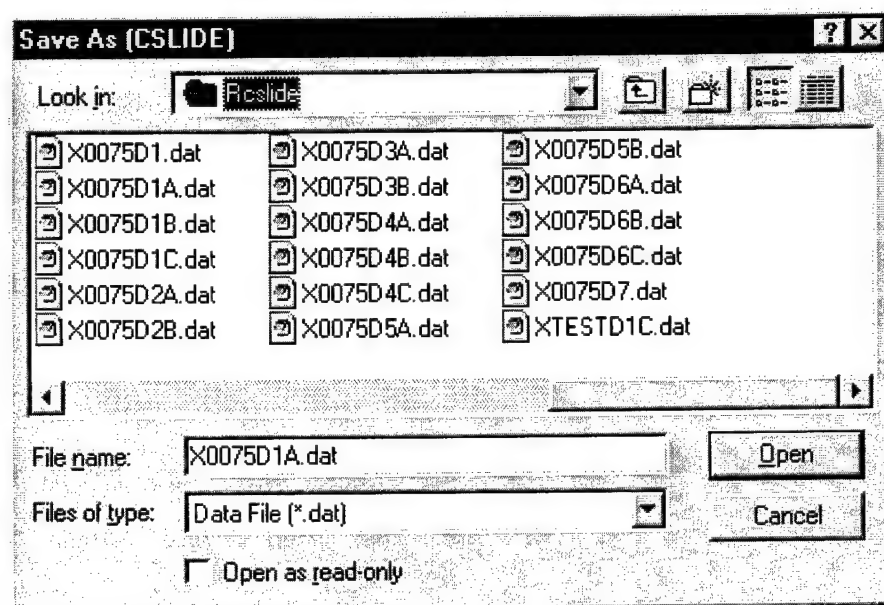 Save As (CSLIDE)
Look in: Rcslide
X0075D1.dat X0075D3A.dat X0075D5B.dat
X0075D1A.dat X0075D3B.dat X0075D6A.dat
X0075D1B.dat X0075D4A.dat X0075D6B.dat
X0075D1C.dat X0075D4B.dat X0075D6C.dat
X0075D2A.dat X0075D4C.dat X0075D7.dat
X0075D2B.dat X0075D5A.dat XTESTD1C.dat
File name: X0075D1A.dat Open
Files of type: Data File (*.dat) Cancel
Open as read-only